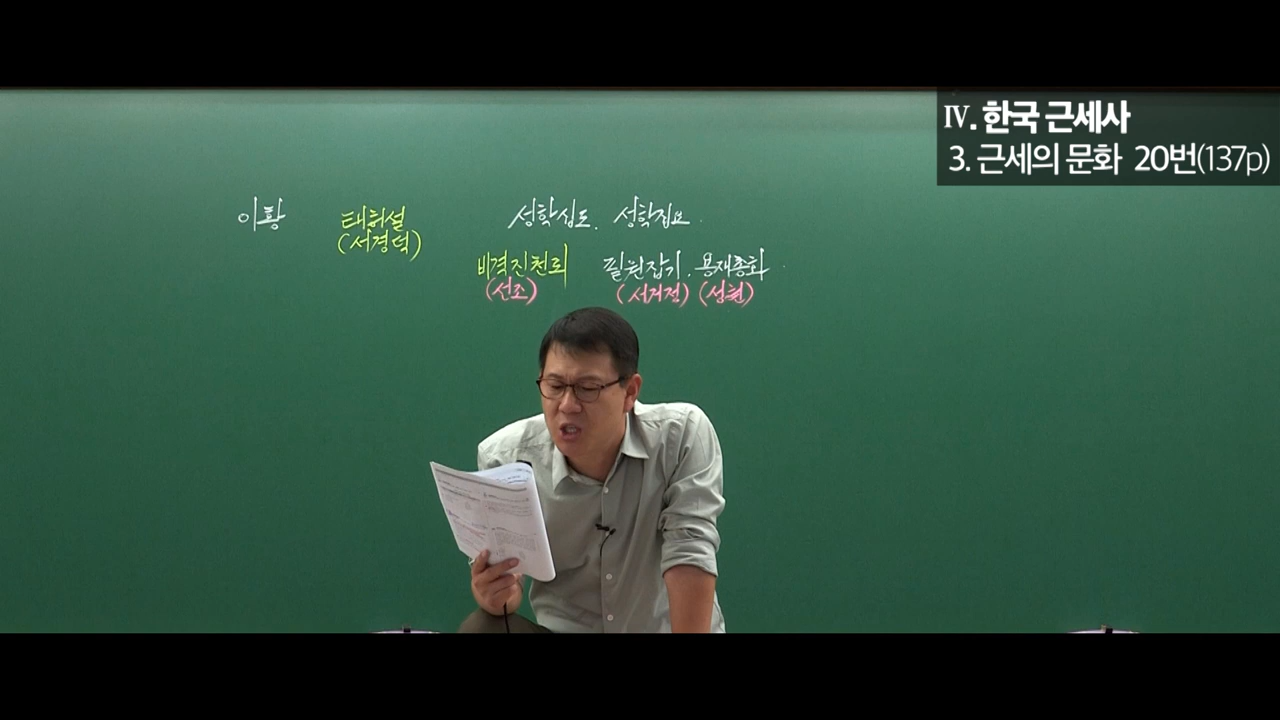 Ⅳ. 한국 근세사
3. 근세의 문화 20번(137p)
이황 태허설 성학십도. 성학집요.
(서경덕)
비격진천뢰 필원잡기. 용재총화
(선조) (서거정) (성현)